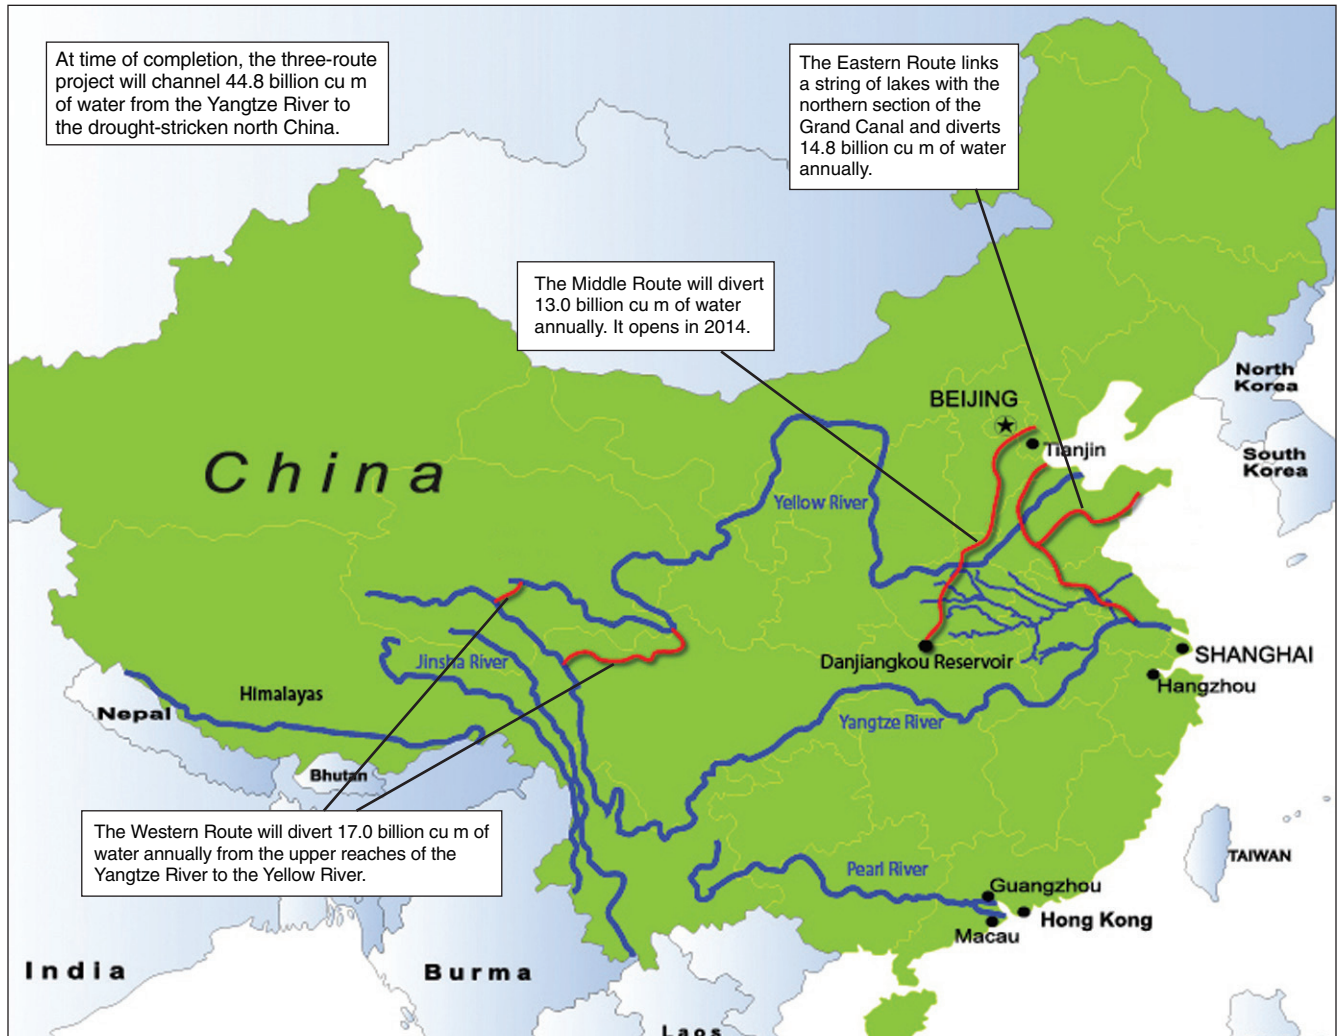 At time of completion, the three-route
project will channel 44.8 billion cu m
of water from the Yangtze River to
the drought-stricken north China.
The Eastern Route links
a string of lakes with the
northern section of the
Grand Canal and diverts
14.8 billion cu m of water
annually.
The Middle Route will divert
13.0 billion cu m of water
annually. It opens in 2014.
North
Korea
BEIJING
Tianjin
South
Korea
China
Yellow River
Jinsha River
Danjiangkou Reservoir
SHANGHAI
Hangzhou
Himalayas
Nepal
Yangtze River
Bhutan
The Western Route will divert 17.0 billion cu m of
water annually from the upper reaches of the
Yangtze River to the Yellow River.
TAIWAN
Pearl River
Guangzhou
Hong Kong
Macau
India
Burma
Laos